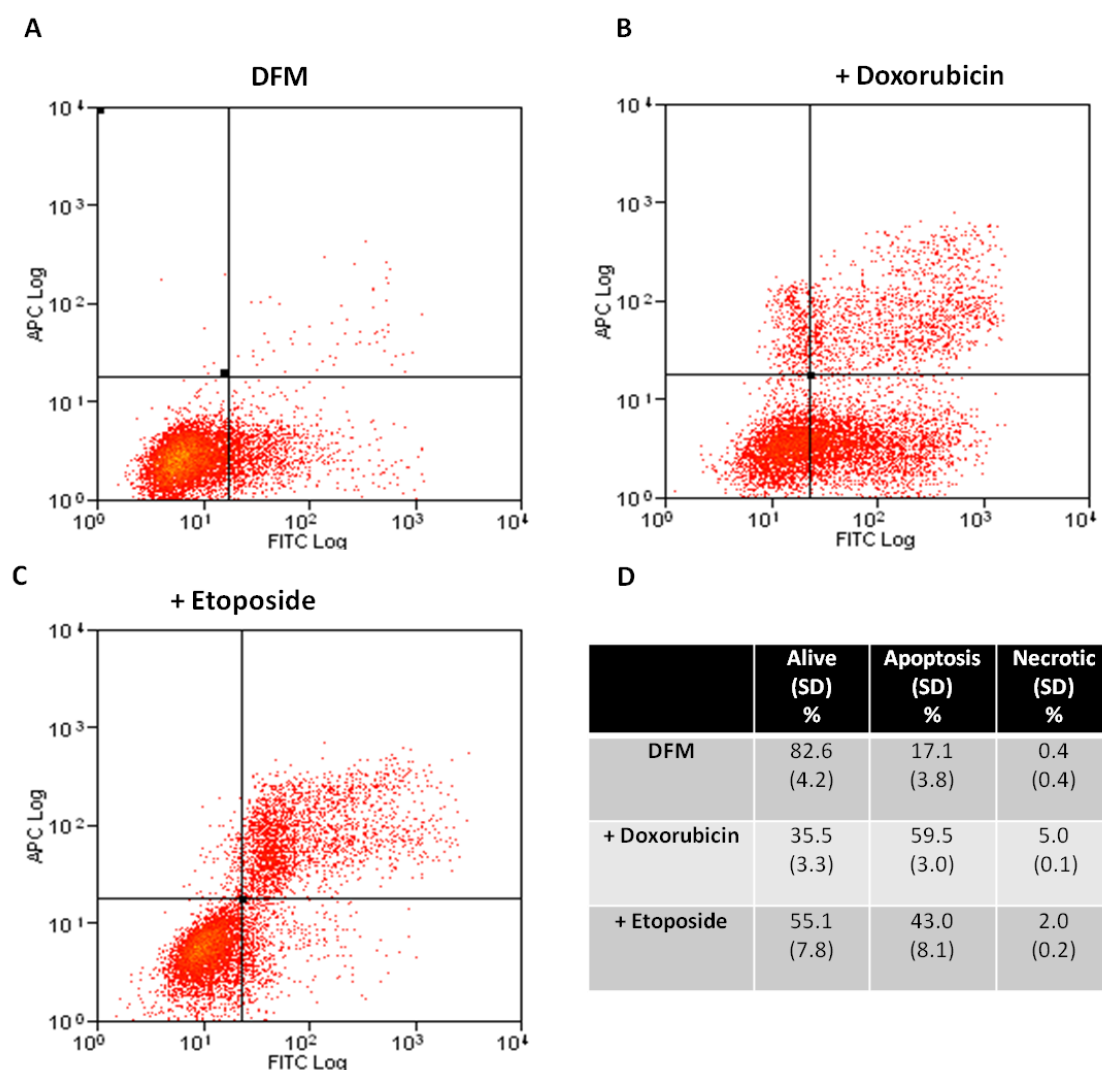 A
DFM
10⁴
10³
10²
10¹
10⁰
APC Log
10⁰ 10¹ 10² 10³ 10⁴
FITC Log
B
+ Doxorubicin
10⁴
10³
10²
10¹
10⁰
APC Log
10⁰ 10¹ 10² 10³ 10⁴
FITC Log
C
+ Etoposide
10⁴
10³
10²
10¹
10⁰
APC Log
10⁰ 10¹ 10² 10³ 10⁴
FITC Log
D
Alive Apoptosis Necrotic
(SD) (SD) (SD)
% % %
DFM 82.6 17.1 0.4
(4.2) (3.8) (0.4)
+ Doxorubicin 35.5 59.5 5.0
(3.3) (3.0) (0.1)
+ Etoposide 55.1 43.0 2.0
(7.8) (8.1) (0.2)